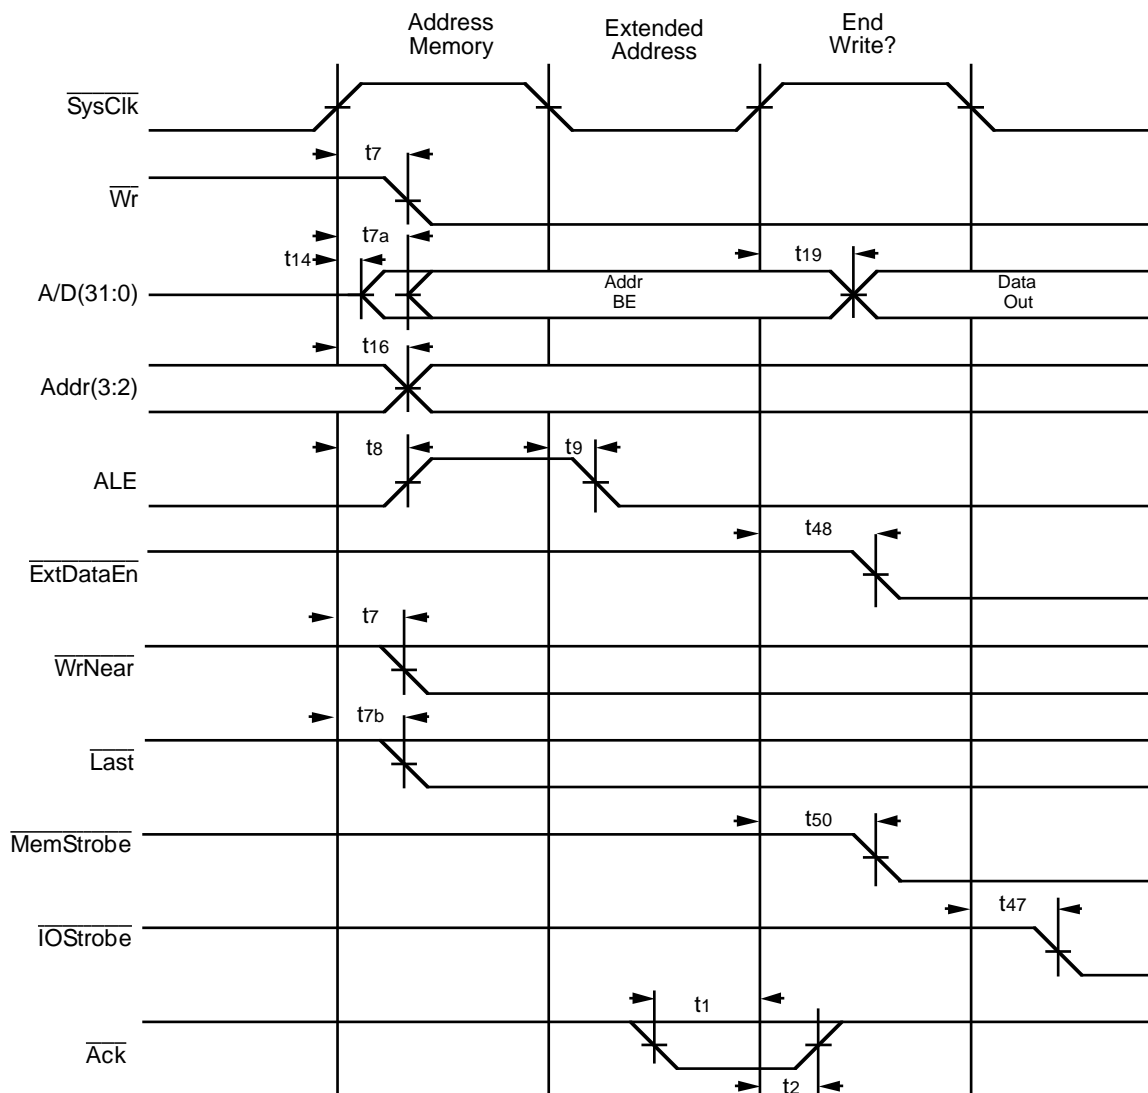 Address
Memory
Extended
Address
End
Write?
SysClk
t7
Wr
t7a
t14
t19
A/D(31:0)
Addr
BE
Data
Out
t16
Addr(3:2)
t8
t9
ALE
t48
ExtDataEn
t7
WrNear
t7b
Last
t50
MemStrobe
t47
IOStrobe
t1
Ack
t2